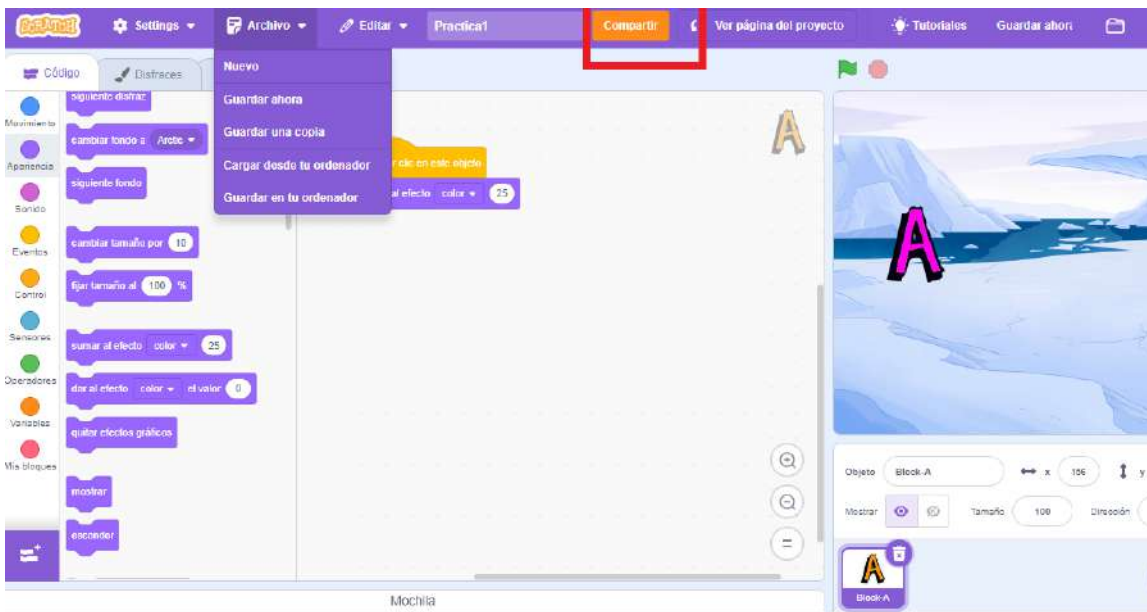 SCRATCH Settings Archivo Editar Practica1 Compartir Ver página del proyecto Tutoriales Guardar ahora
Código Disfraces
Nuevo
Guardar ahora
Guardar una copia
Cargar desde tu ordenador
Guardar en tu ordenador
Movimiento
Apariencia
Sonido
Eventos
Control
Sensores
Operadores
Variables
Mis bloques
siguiente disfraz
cambiar fondo a Arctic
siguiente fondo
cambiar tamaño por 10
fijar tamaño al 100 %
sumar al efecto color 25
dar al efecto color el valor 0
quitar efectos gráficos
mostrar
esconder
r clic en este objeto
al efecto color 25
A
A
Mochila
Objeto Block-A x 156 y
Mostrar Tamaño 100 Dirección
A
Block-A